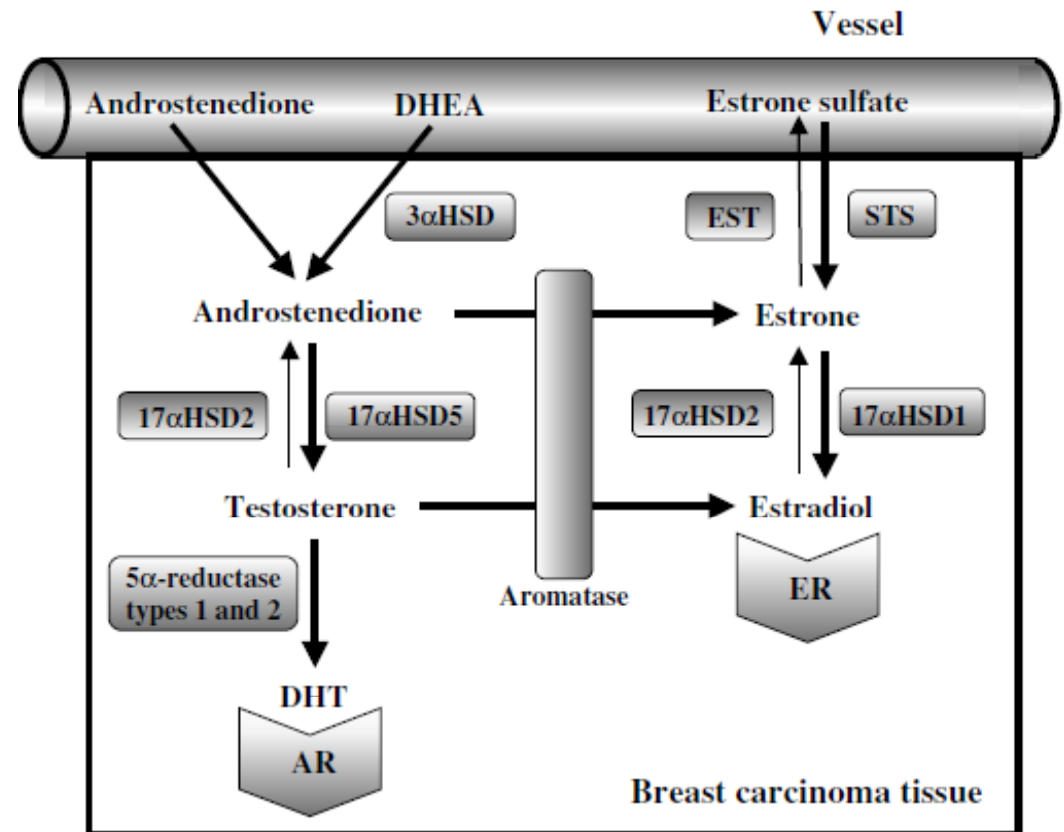 Vessel
Androstenedione DHEA Estrone sulfate
3αHSD EST STS
Androstenedione Estrone
17αHSD2 17αHSD5 17αHSD2 17αHSD1
Testosterone Estradiol
5α-reductase
types 1 and 2
Aromatase
ER
DHT
AR
Breast carcinoma tissue